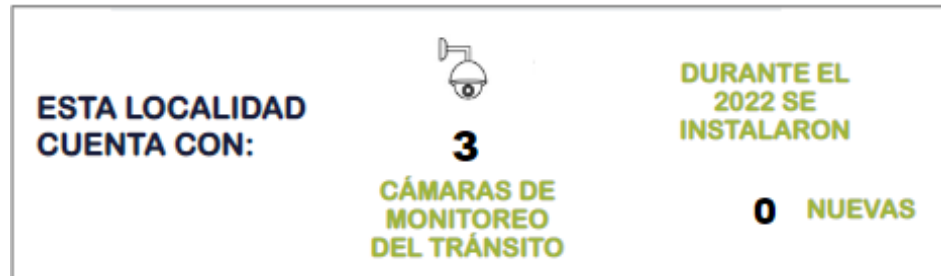 ESTA LOCALIDAD
CUENTA CON:
3
CÁMARAS DE
MONITOREO
DEL TRÁNSITO
DURANTE EL
2022 SE
INSTALARON
0 NUEVAS